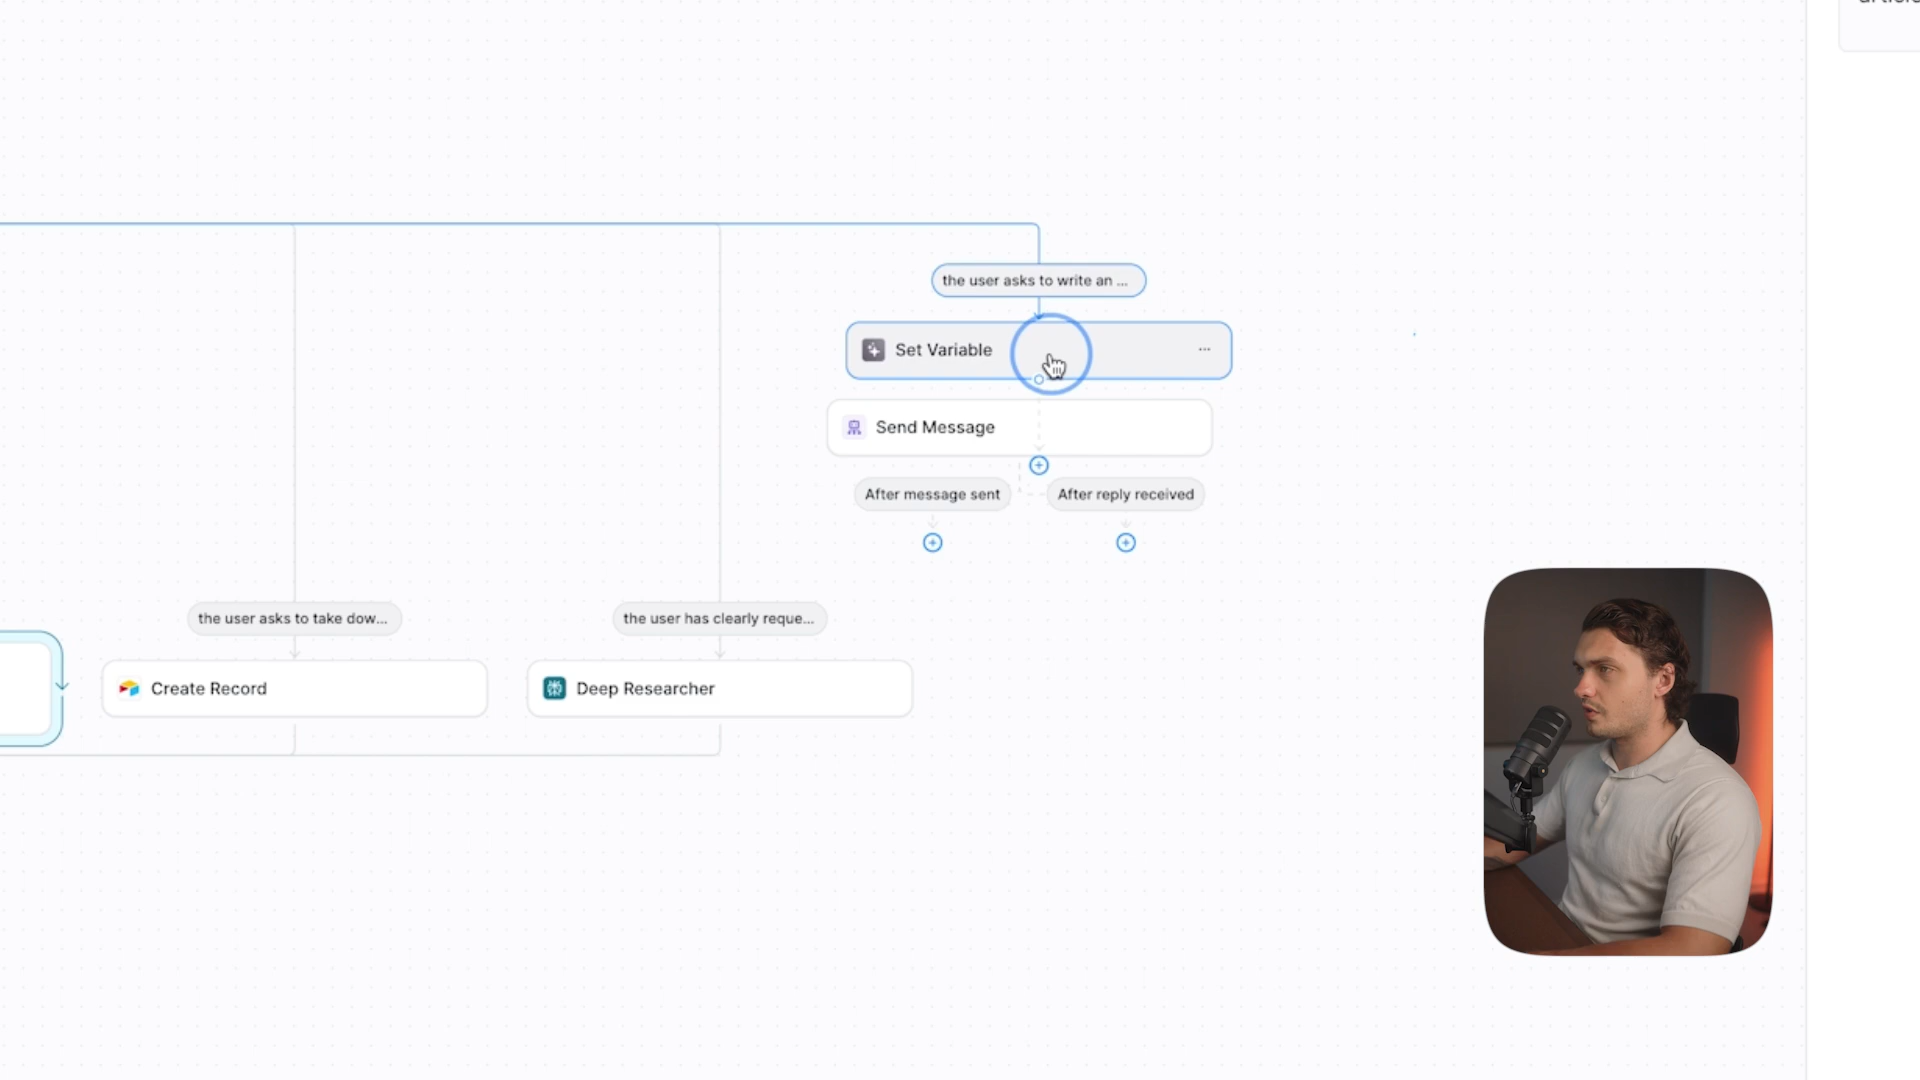 the user asks to write an ...
Set Variable
Send Message
After message sent
After reply received
the user asks to take dow...
the user has clearly reque...
Create Record
Deep Researcher